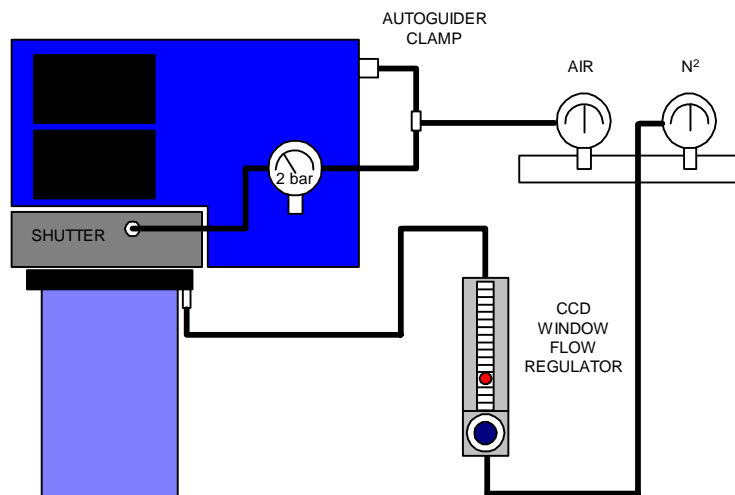 AUTOGUIDER
CLAMP
AIR
N²
2 bar
SHUTTER
CCD
WINDOW
FLOW
REGULATOR